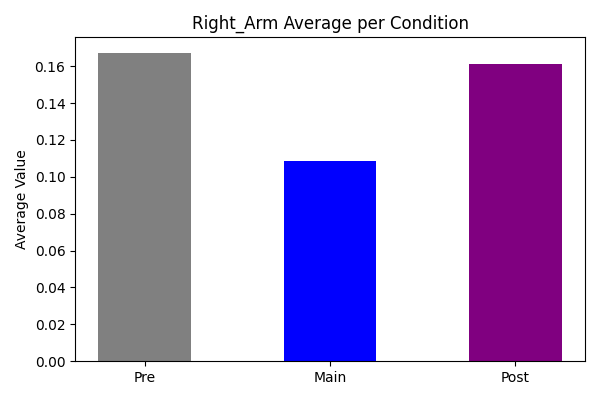 Right_Arm Average per Condition
Average Value
0.16
0.14
0.12
0.10
0.08
0.06
0.04
0.02
0.00
Pre
Main
Post